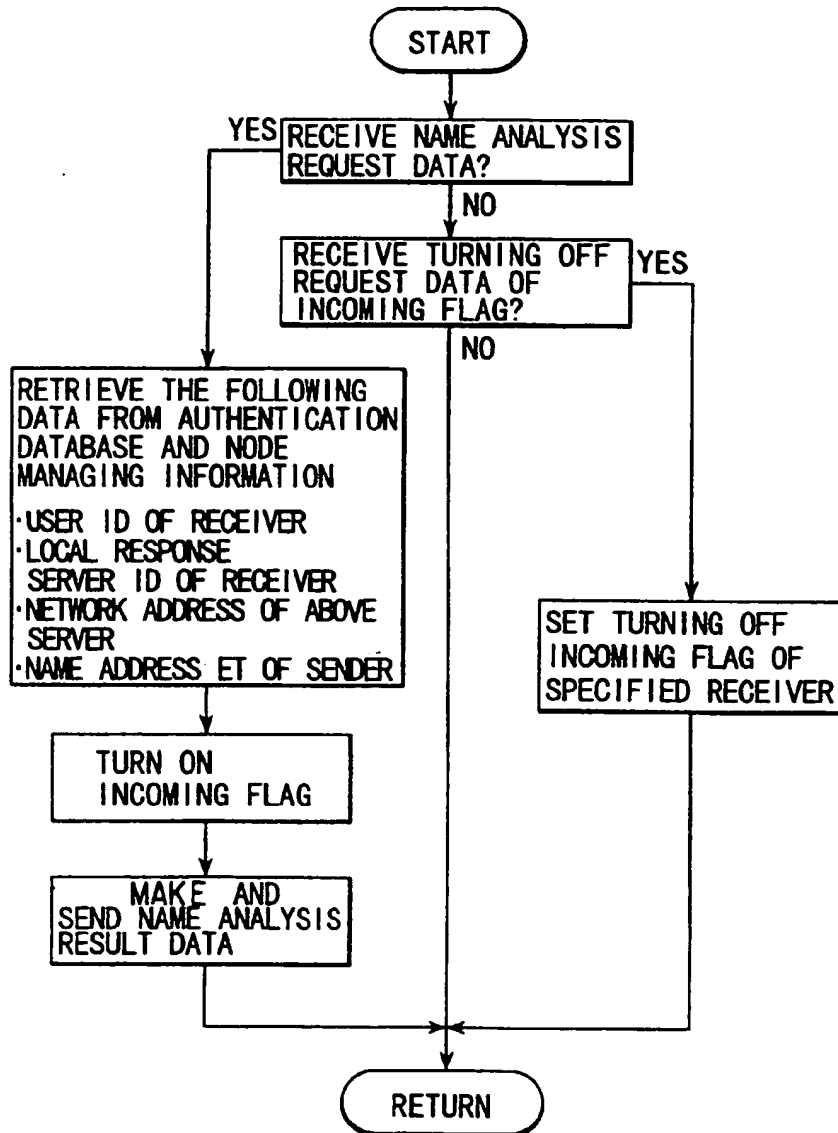 START
YES
RECEIVE NAME ANALYSIS
REQUEST DATA?
NO
RECEIVE TURNING OFF
REQUEST DATA OF
INCOMING FLAG?
YES
NO
RETRIEVE THE FOLLOWING
DATA FROM AUTHENTICATION
DATABASE AND NODE
MANAGING INFORMATION
·USER ID OF RECEIVER
·LOCAL RESPONSE
SERVER ID OF RECEIVER
·NETWORK ADDRESS OF ABOVE
SERVER
·NAME ADDRESS ET OF SENDER
SET TURNING OFF
INCOMING FLAG OF
SPECIFIED RECEIVER
TURN ON
INCOMING FLAG
MAKE AND
SEND NAME ANALYSIS
RESULT DATA
RETURN